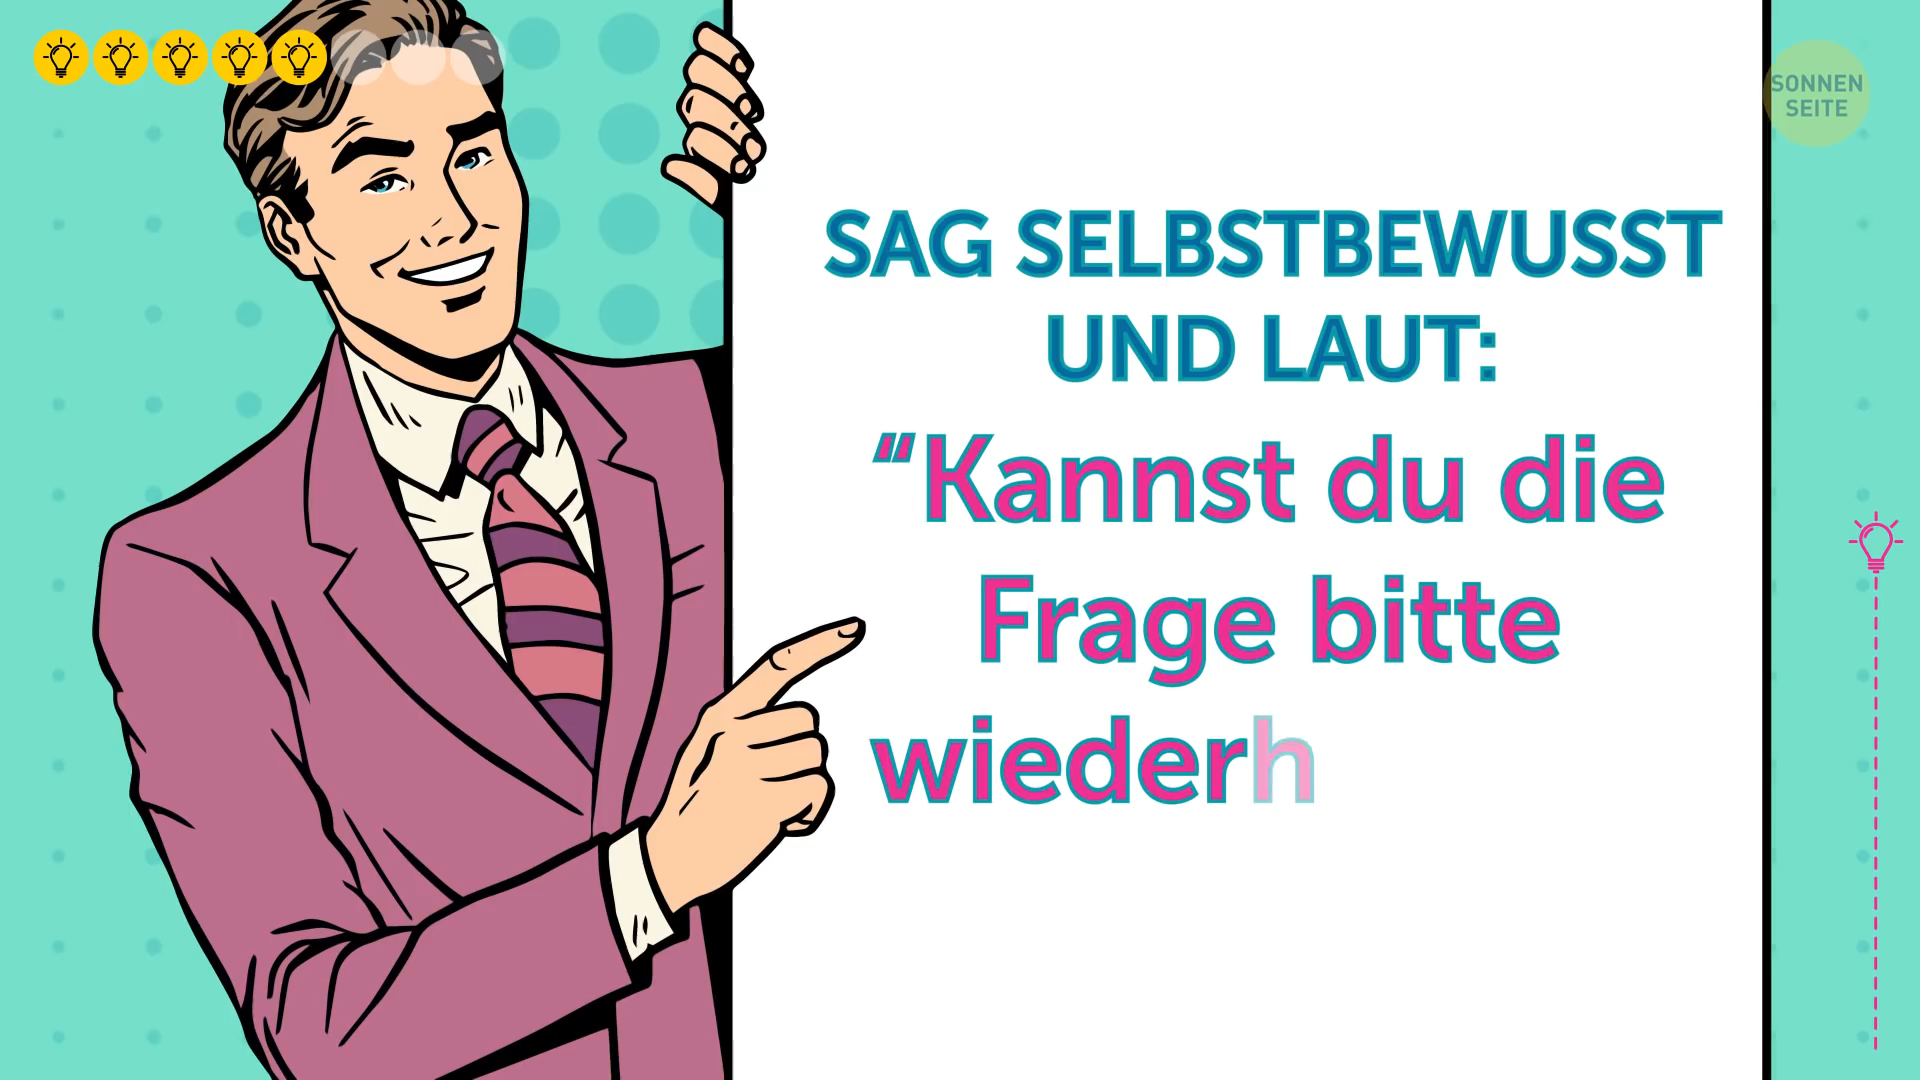 SONNEN
SEITE
SAG SELBSTBEWUSST
UND LAUT:
“Kannst du die
Frage bitte
wiederh